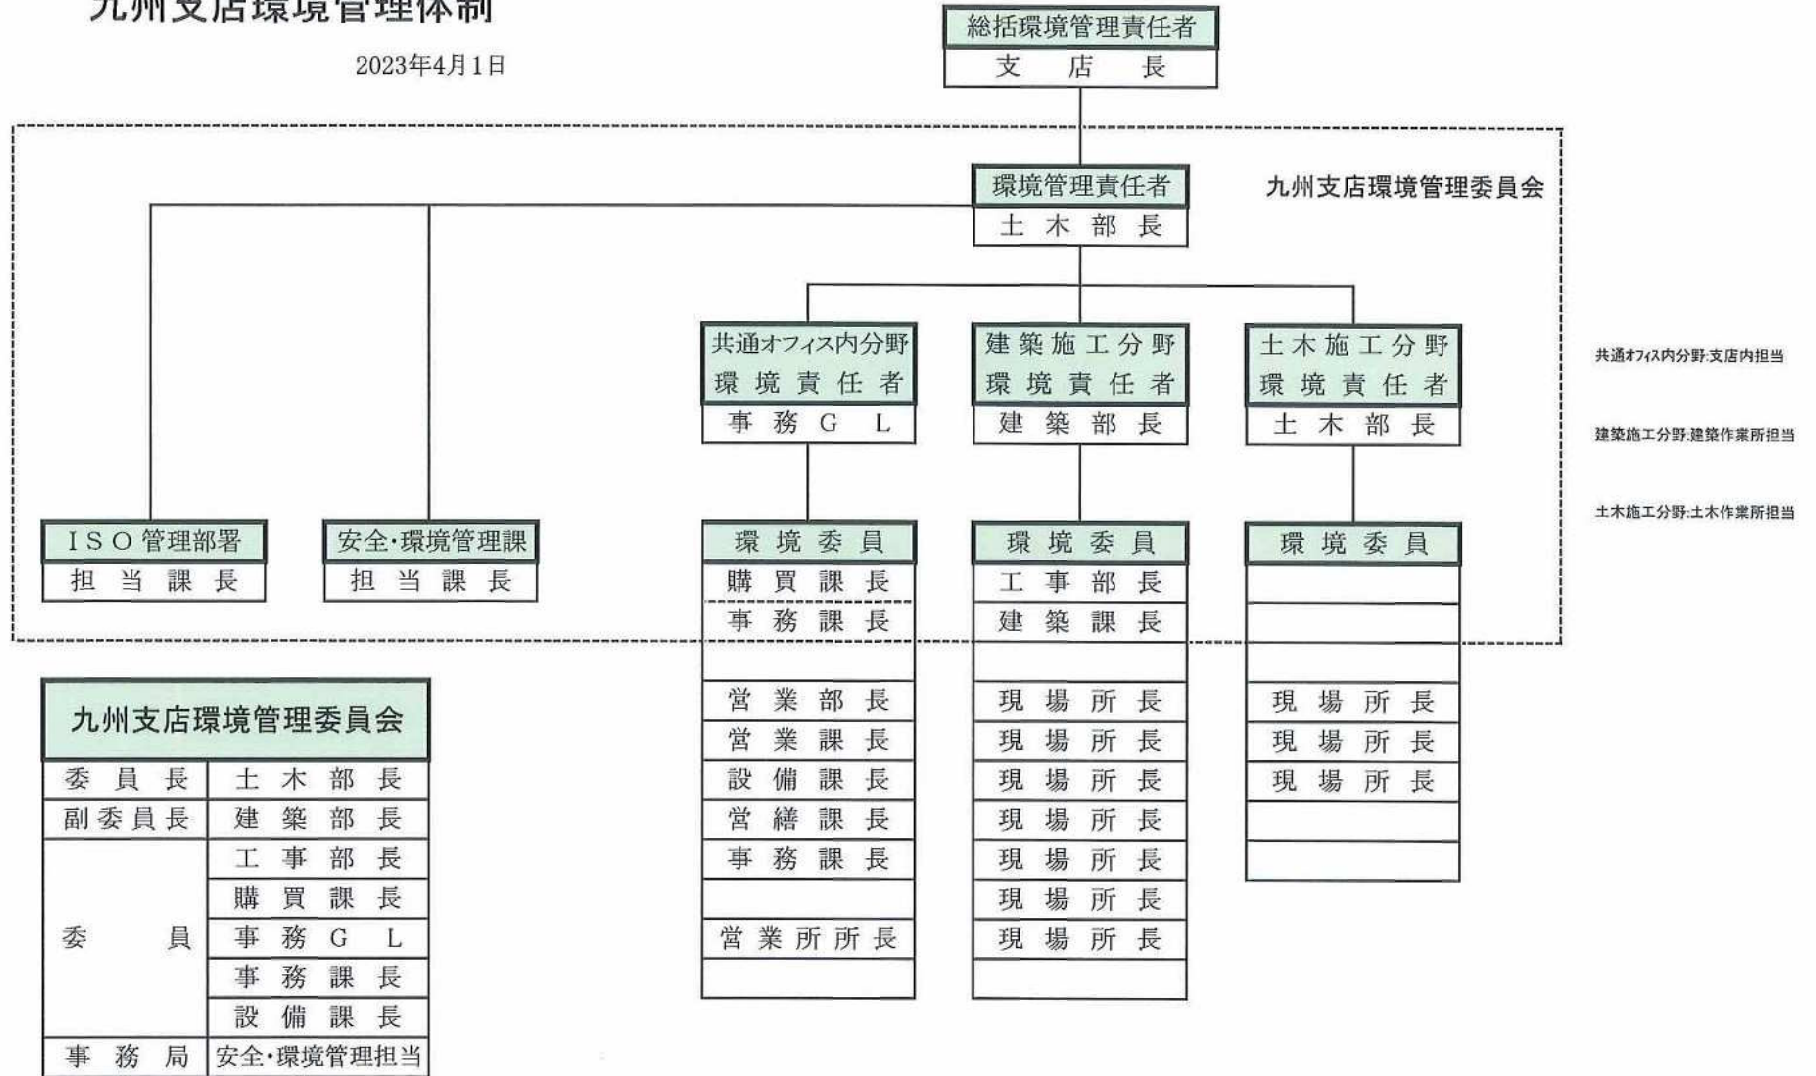 九州支店環境管理体制
2023年4月1日
総括環境管理責任者
支店長
環境管理責任者
土木部長
九州支店環境管理委員会
共通オフィス内分野
環境責任者
事務GL
建築施工分野
環境責任者
建築部長
土木施工分野
環境責任者
土木部長
共通オフィス内分野:支店内担当
建築施工分野:建築作業所担当
土木施工分野:土木作業所担当
ISO管理部署
担当課長
安全・環境管理課
担当課長
環境委員
購買課長
事務課長
営業部長
営業課長
設備課長
営繕課長
事務課長
営業所所長
環境委員
工事部長
建築課長
現場所長
現場所長
現場所長
現場所長
現場所長
現場所長
現場所長
環境委員
現場所長
現場所長
現場所長
九州支店環境管理委員会
委員長 土木部長
副委員長 建築部長
委員 工事部長
購買課長
事務GL
事務課長
設備課長
事務局 安全・環境管理担当